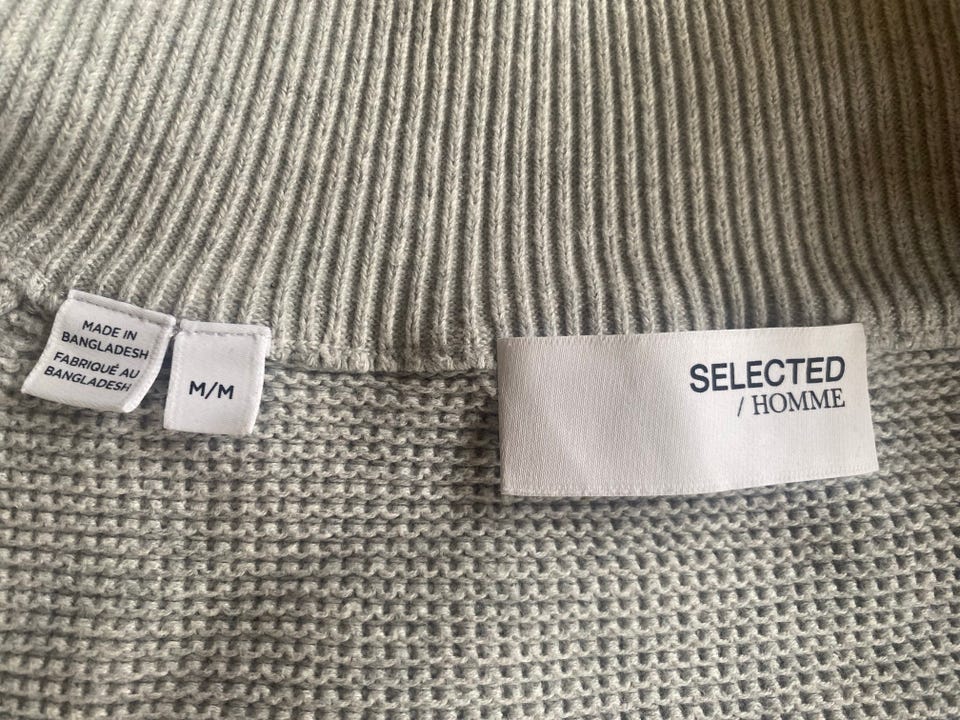 MADE IN
BANGLADESH
FABRIQUÉ AU
BANGLADESH
M/M
SELECTED
/ HOMME